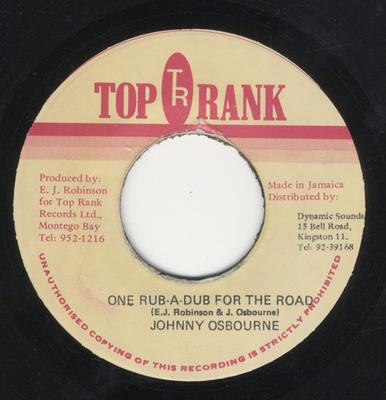 TOP TR RANK
Produced by:
E. J. Robinson
for Top Rank
Records Ltd.,
Montego Bay
Tel: 952-1216
Made in Jamaica
Distributed by:
Dynamic Sounds
15 Bell Road,
Kingston 11.
Tel: 92-39168
ONE RUB-A-DUB FOR THE ROAD
(E.J. Robinson & J. Osbourne)
JOHNNY OSBOURNE
UNAUTHORISED COPYING OF THIS RECORDING IS STRICTLY PROHIBITED